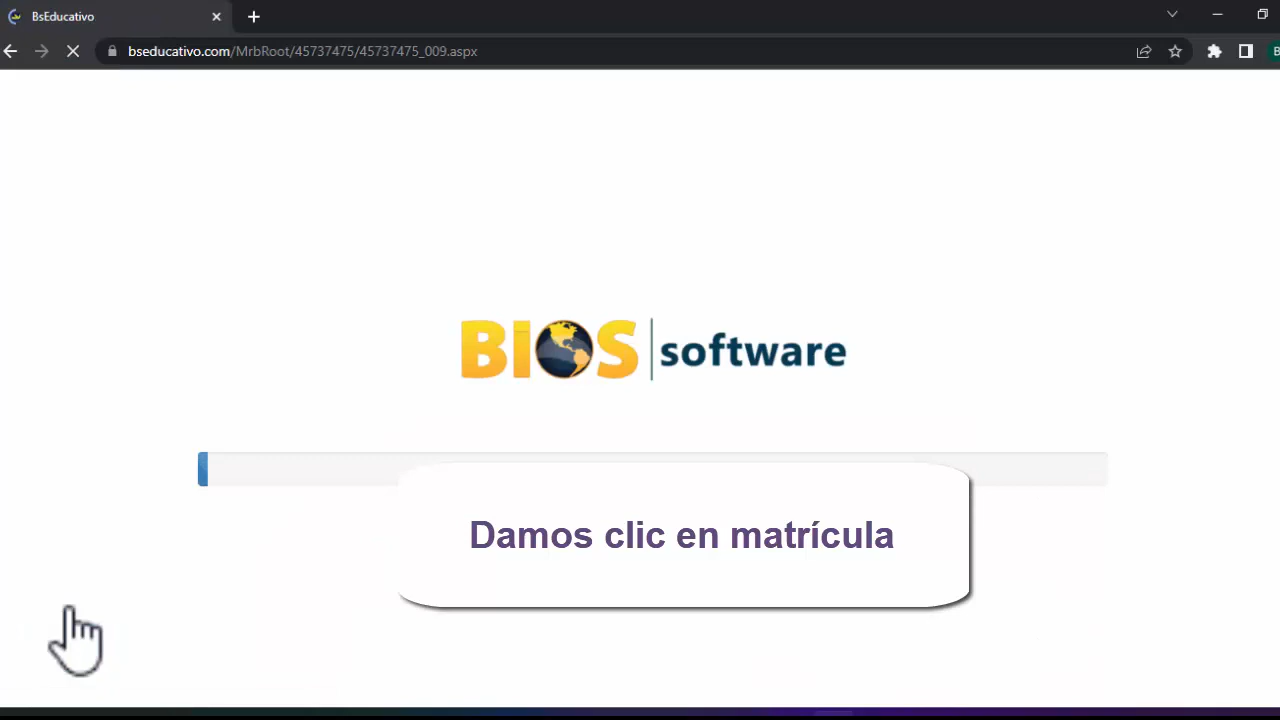 BsEducativo
bseducativo.com/MrbRoot/45737475/45737475_009.aspx
BIOS software
Damos clic en matrícula